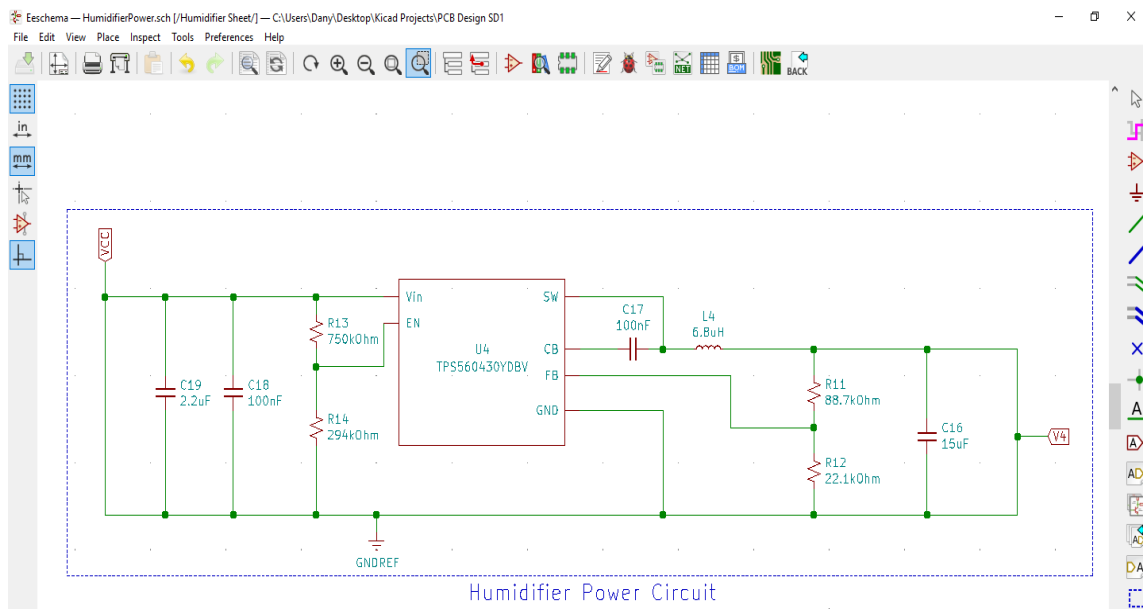 Eeschema — HumidifierPower.sch [/Humidifier Sheet/] — C:\Users\Dany\Desktop\Kicad Projects\PCB Design SD1
File Edit View Place Inspect Tools Preferences Help
NET
$
BOM
BACK
in
mm
VCC
Vin
EN
SW
CB
FB
GND
U4
TPS560430YDBV
C19
2.2uF
C18
100nF
R13
750kOhm
R14
294kOhm
C17
100nF
L4
6.8uH
R11
88.7kOhm
R12
22.1kOhm
C16
15uF
V4
GNDREF
Humidifier Power Circuit
A
A